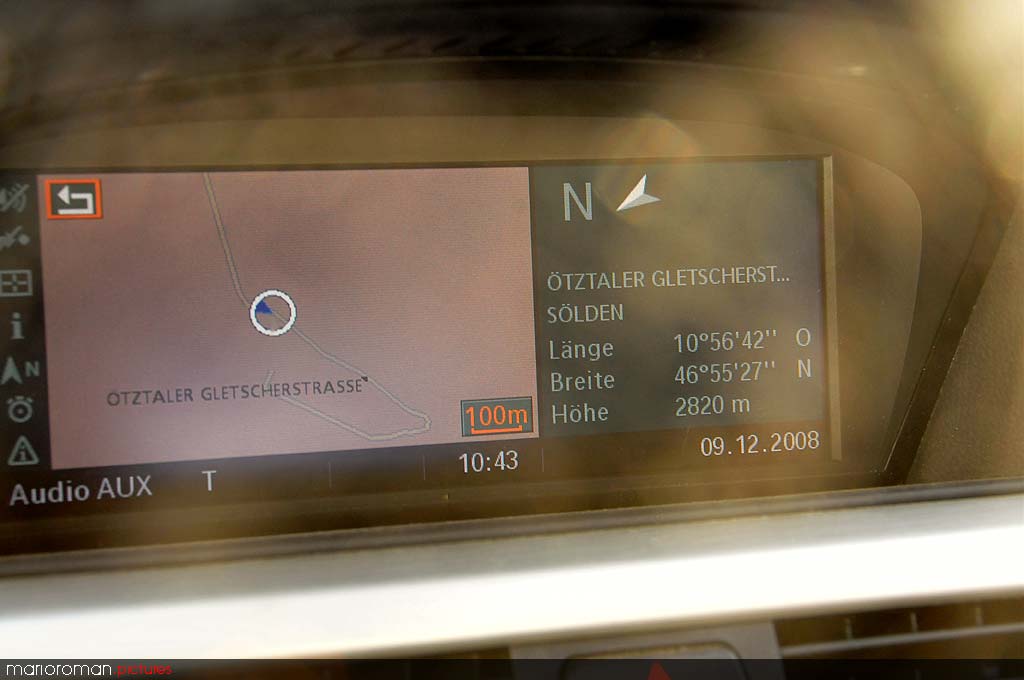 N
ÖTZTALER GLETSCHERST...
SÖLDEN
Länge 10°56'42'' O
Breite 46°55'27'' N
Höhe 2820 m
ÖTZTALER GLETSCHERSTRASSE
100m
i
N
Audio AUX T 10:43 09.12.2008
marioroman pictures